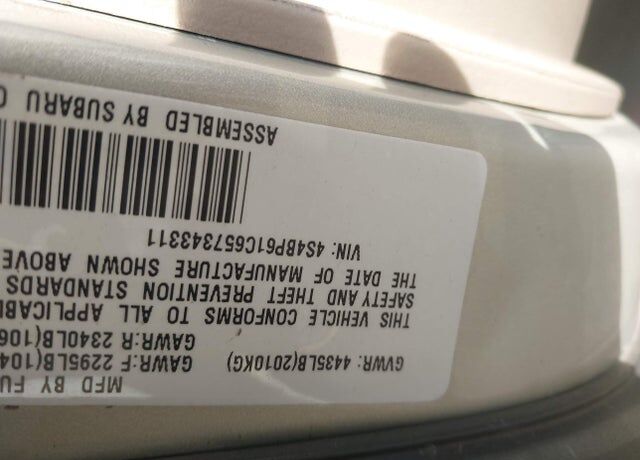 MFD BY FU
GVWR: 4435LB(2010KG) GAWR:F 2295LB(104
GAWR:R 2340LB(106
THIS VEHICLE CONFORMS TO ALL APPLICABL
SAFETY AND THEFT PREVENTION STANDARDS
THE DATE OF MANUFACTURE SHOWN ABOVE
VIN: 4S4BP61C657343311
ASSEMBLED BY SUBARU O